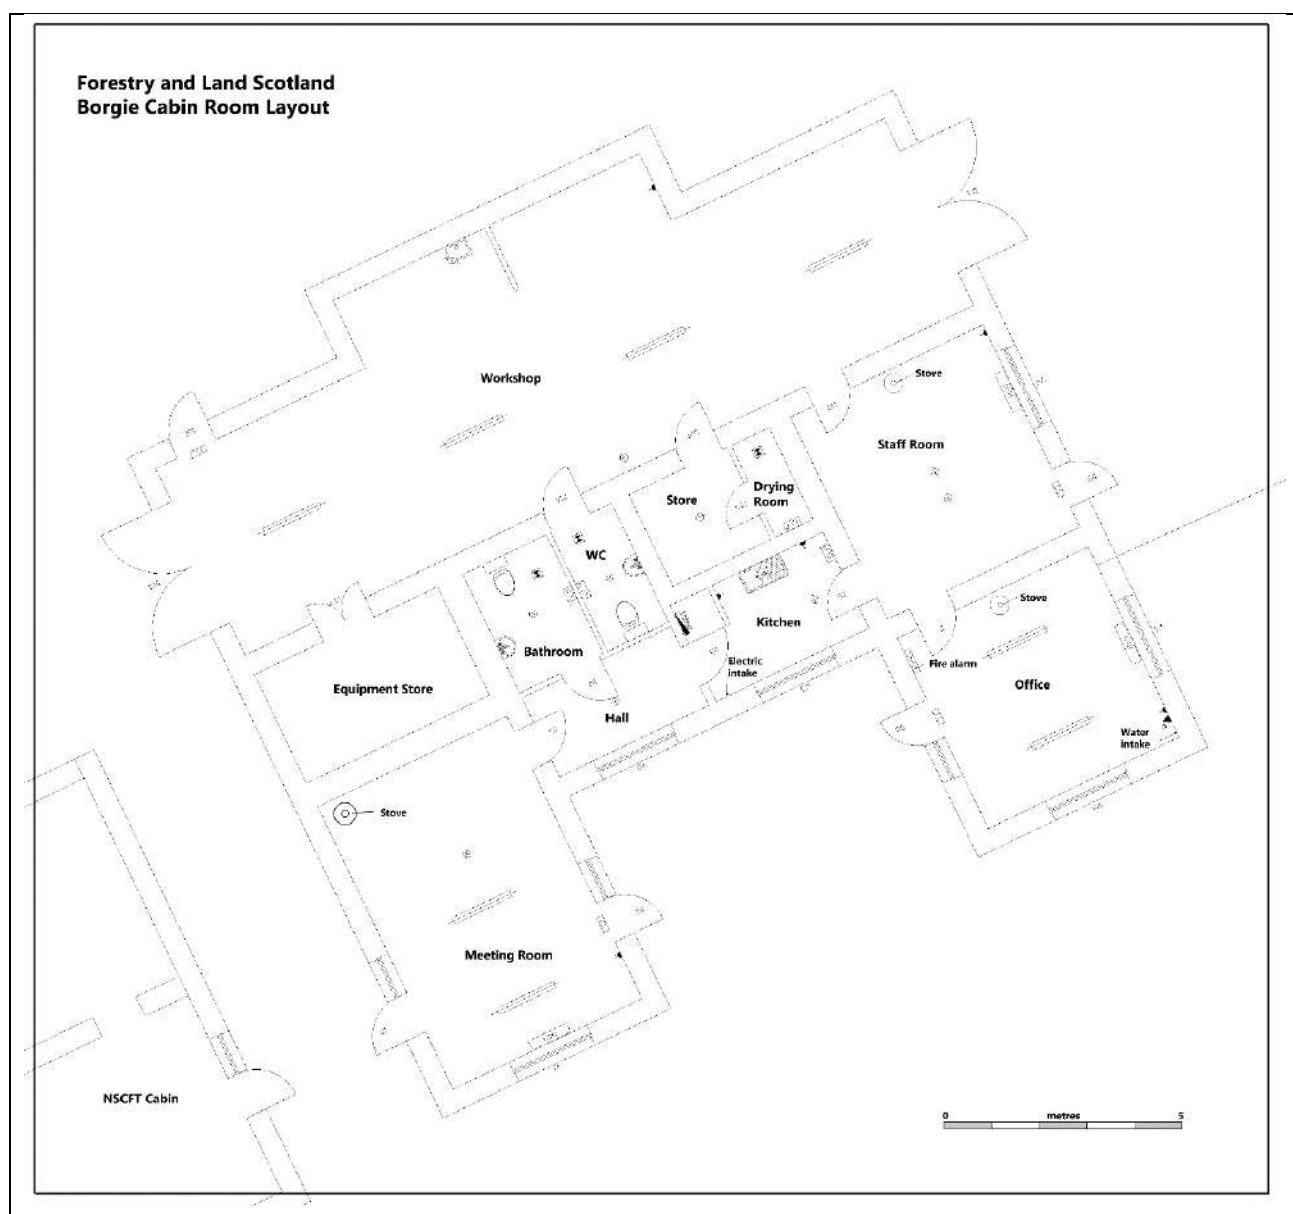 Forestry and Land Scotland
Borgie Cabin Room Layout
Workshop
Stove
Staff Room
Drying
Room
Store
WC
Stove
Kitchen
Bathroom
Electric
intake
Fire alarm
Office
Equipment Store
Hall
Water
intake
Stove
Meeting Room
NSCFT Cabin
0 metres 5